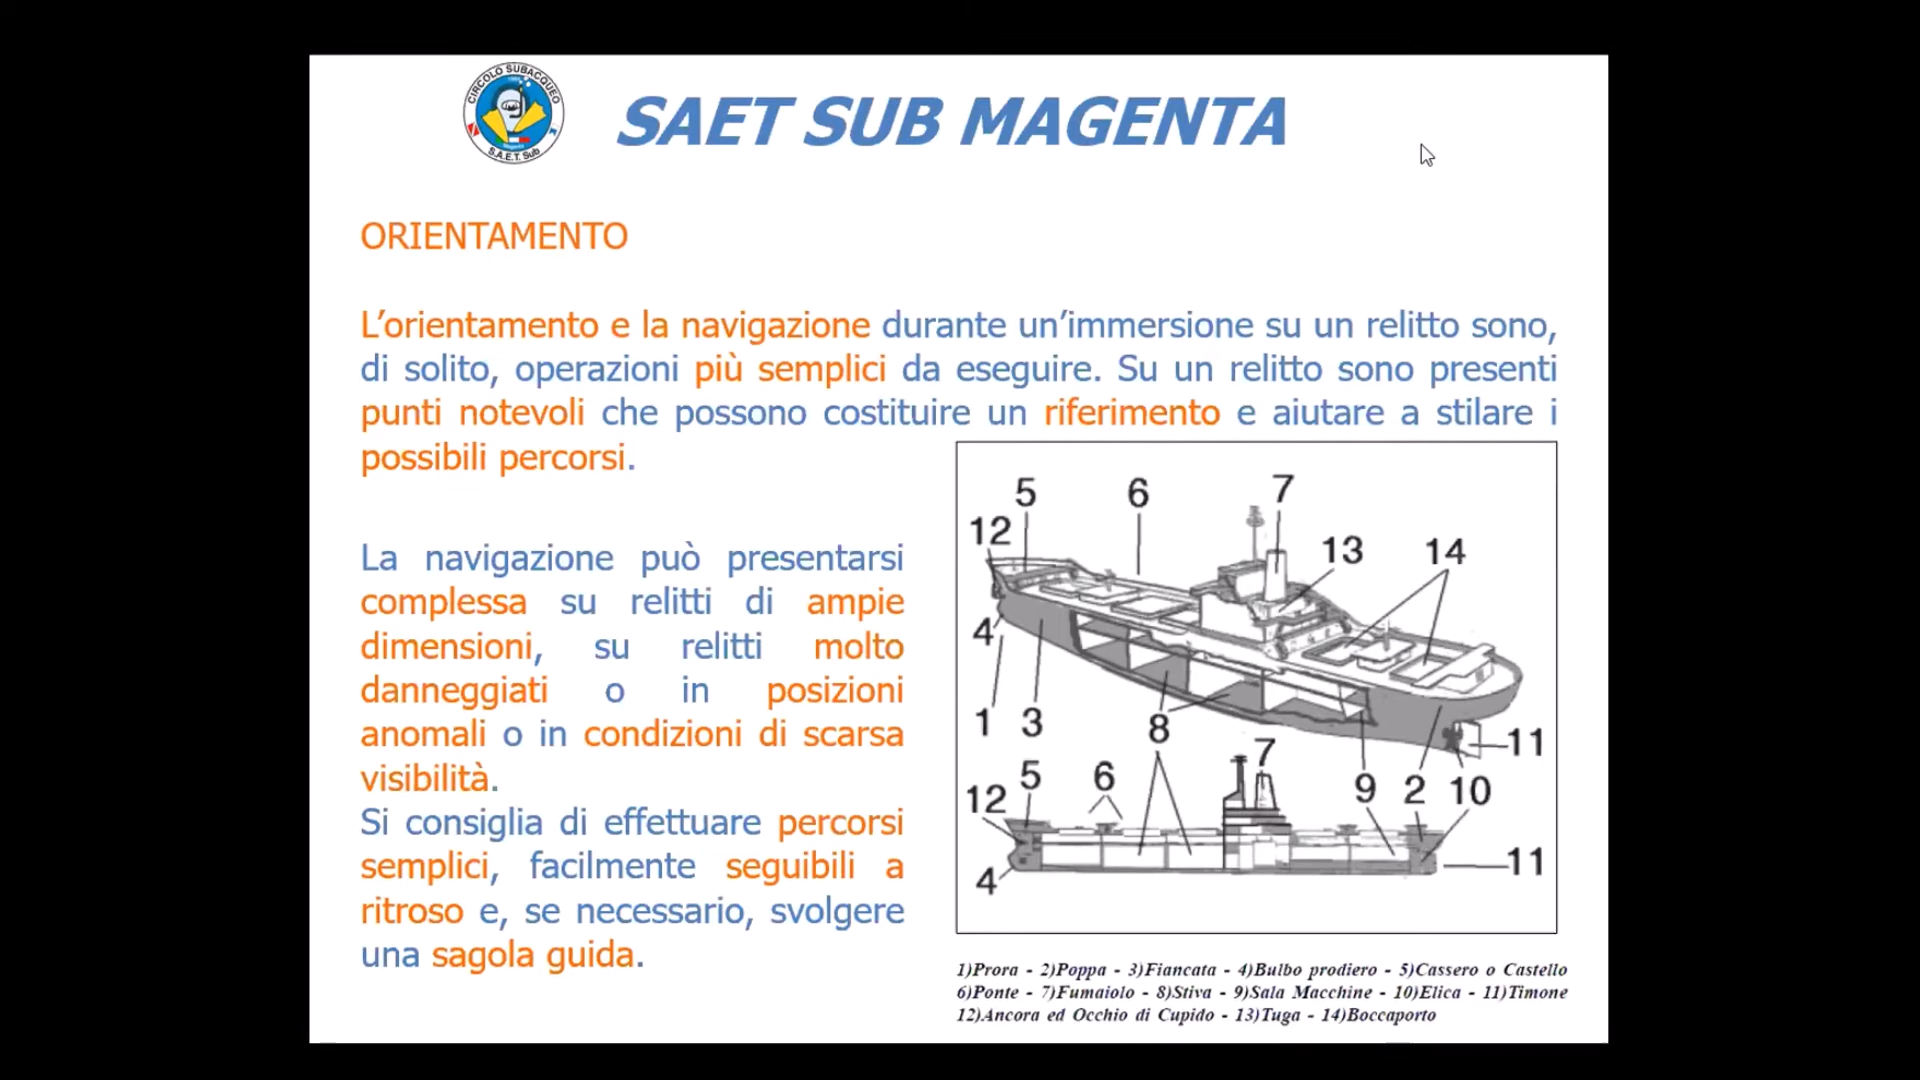 CIRCOLO SUBACQUEO
S.A.E.T. Sub
SAET SUB MAGENTA
ORIENTAMENTO
L’orientamento e la navigazione durante un’immersione su un relitto sono,
di solito, operazioni più semplici da eseguire. Su un relitto sono presenti
punti notevoli che possono costituire un riferimento e aiutare a stilare i
possibili percorsi.
La navigazione può presentarsi
complessa su relitti di ampie
dimensioni, su relitti molto
danneggiati o in posizioni
anomali o in condizioni di scarsa
visibilità.
Si consiglia di effettuare percorsi
semplici, facilmente seguibili a
ritroso e, se necessario, svolgere
una sagola guida.
5 6 7
12 13 14
4
1 3 8 11
7
5 6 9 2 10
12
11
4
1)Prora - 2)Poppa - 3)Fiancata - 4)Bulbo prodiero - 5)Cassero o Castello
6)Ponte - 7)Fumaiolo - 8)Stiva - 9)Sala Macchine - 10)Elica - 11)Timone
12)Ancora ed Occhio di Cupido - 13)Tuga - 14)Boccaporto